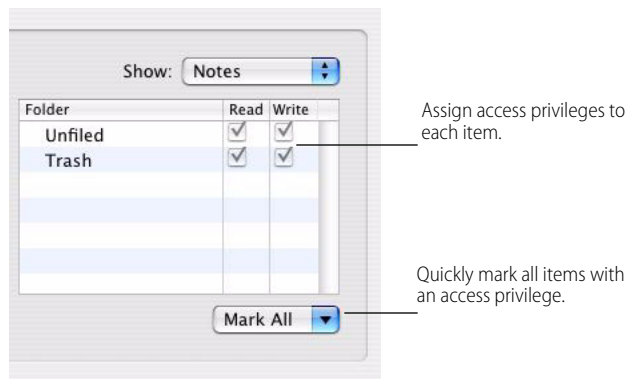 Show: Notes
Folder Read Write
Unfiled
Trash
Assign access privileges to
each item.
Quickly mark all items with
an access privilege.
Mark All